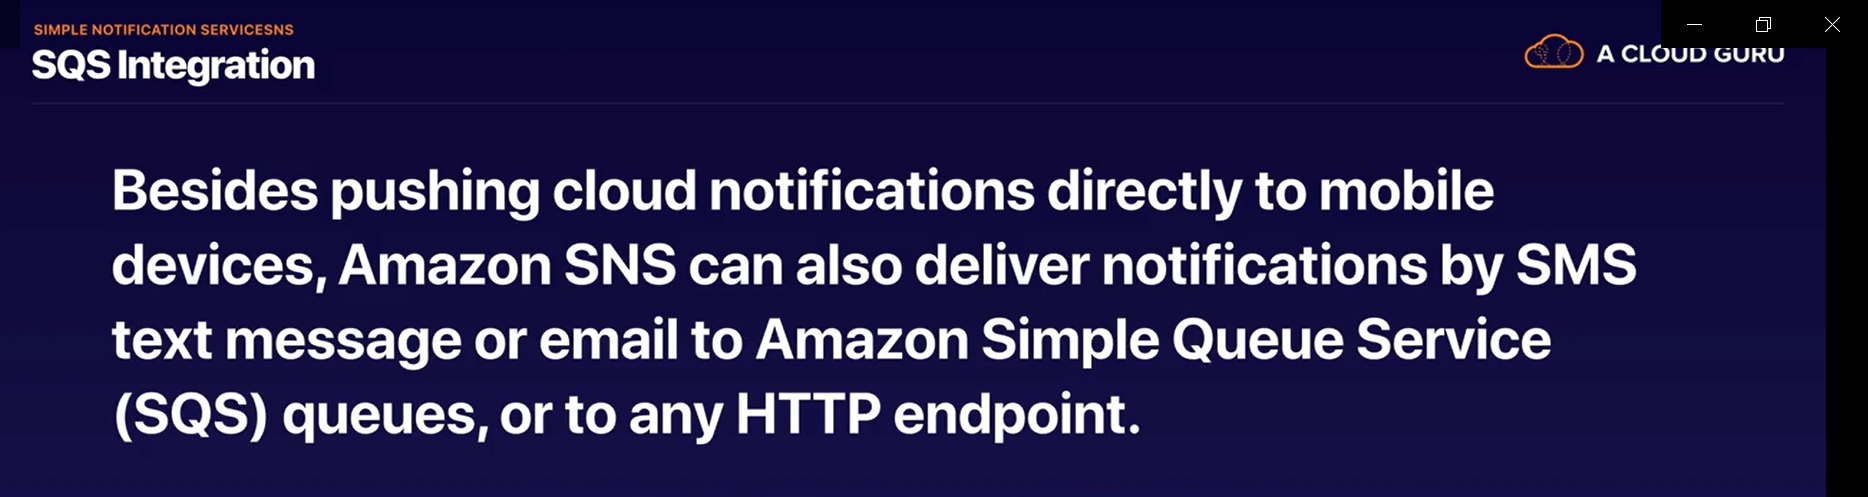 SIMPLE NOTIFICATION SERVICESNS
SQS Integration
A CLOUD GURU
Besides pushing cloud notifications directly to mobile
devices, Amazon SNS can also deliver notifications by SMS
text message or email to Amazon Simple Queue Service
(SQS) queues, or to any HTTP endpoint.